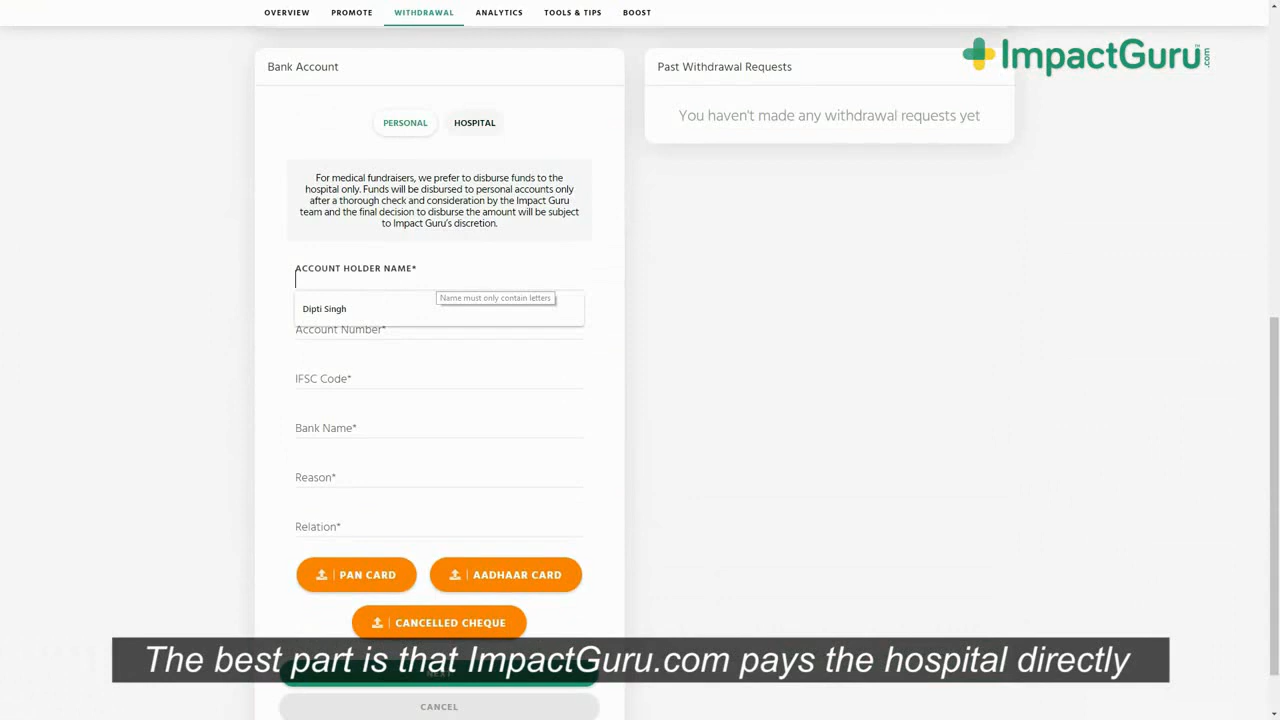 OVERVIEW PROMOTE WITHDRAWAL ANALYTICS TOOLS & TIPS BOOST
ImpactGuru.com
Bank Account
Past Withdrawal Requests
PERSONAL HOSPITAL
You haven't made any withdrawal requests yet
For medical fundraisers, we prefer to disburse funds to the
hospital only. Funds will be disbursed to personal accounts only
after a thorough check and consideration by the Impact Guru
team and the final decision to disburse the amount will be subject
to Impact Guru's discretion.
ACCOUNT HOLDER NAME*
Name must only contain letters
Dipti Singh
Account Number*
IFSC Code*
Bank Name*
Reason*
Relation*
PAN CARD AADHAAR CARD
CANCELLED CHEQUE
The best part is that ImpactGuru.com pays the hospital directly
NEXT
CANCEL